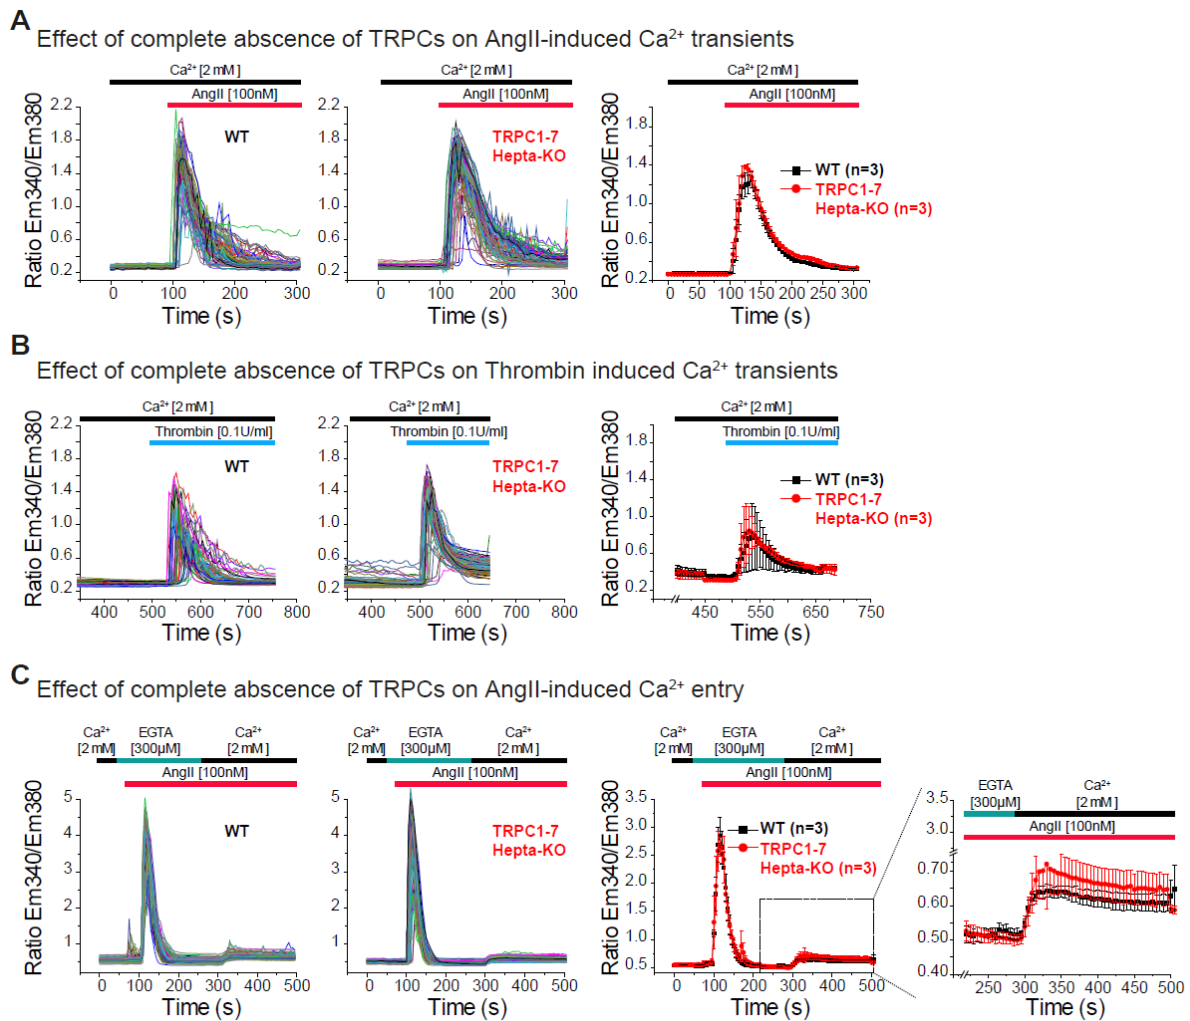 A
Effect of complete abscence of TRPCs on AngII-induced Ca²⁺ transients
Ca²⁺ [2 mM ]
AngII [100nM]
WT
Ratio Em340/Em380
2.2
1.8
1.4
1.0
0.6
0.2
0 100 200 300
Time (s)
Ca²⁺ [2 mM ]
AngII [100nM]
TRPC1-7
Hepta-KO
2.2
1.8
1.4
1.0
0.6
0.2
0 100 200 300
Time (s)
Ca²⁺ [2 mM ]
AngII [100nM]
WT (n=3)
TRPC1-7
Hepta-KO (n=3)
Ratio Em340/Em380
1.8
1.4
1.0
0.6
0.2
0 50 100 150 200 250 300
Time (s)
B
Effect of complete abscence of TRPCs on Thrombin induced Ca²⁺ transients
Ca²⁺ [2 mM ]
Thrombin [0.1U/ml]
WT
Ratio Em340/Em380
2.2
1.8
1.4
1.0
0.6
0.2
400 500 600 700 800
Time (s)
Ca²⁺ [2 mM ]
Thrombin [0.1U/ml]
TRPC1-7
Hepta-KO
2.2
1.8
1.4
1.0
0.6
0.2
400 500 600 700 800
Time (s)
Ca²⁺ [2 mM ]
Thrombin [0.1U/ml]
WT (n=3)
TRPC1-7
Hepta-KO (n=3)
Ratio Em340/Em380
1.8
1.4
1.0
0.6
0.2
450 550 650 750
Time (s)
C
Effect of complete abscence of TRPCs on AngII-induced Ca²⁺ entry
Ca²⁺ EGTA Ca²⁺
[2 mM] [300µM] [2 mM]
AngII [100nM]
WT
Ratio Em340/Em380
5
4
3
2
1
0 100 200 300 400 500
Time (s)
Ca²⁺ EGTA Ca²⁺
[2 mM] [300µM] [2 mM]
AngII [100nM]
TRPC1-7
Hepta-KO
5
4
3
2
1
0 100 200 300 400 500
Time (s)
Ca²⁺ EGTA Ca²⁺
[2 mM] [300µM] [2 mM]
AngII [100nM]
WT (n=3)
TRPC1-7
Hepta-KO (n=3)
Ratio Em340/Em380
3.5
3.0
2.5
2.0
1.5
1.0
0.5
0 100 200 300 400 500
Time (s)
EGTA Ca²⁺
[300µM] [2 mM]
AngII [100nM]
3.5
3.0
0.70
0.60
0.50
0.40
250 300 350 400 450 500
Time (s)